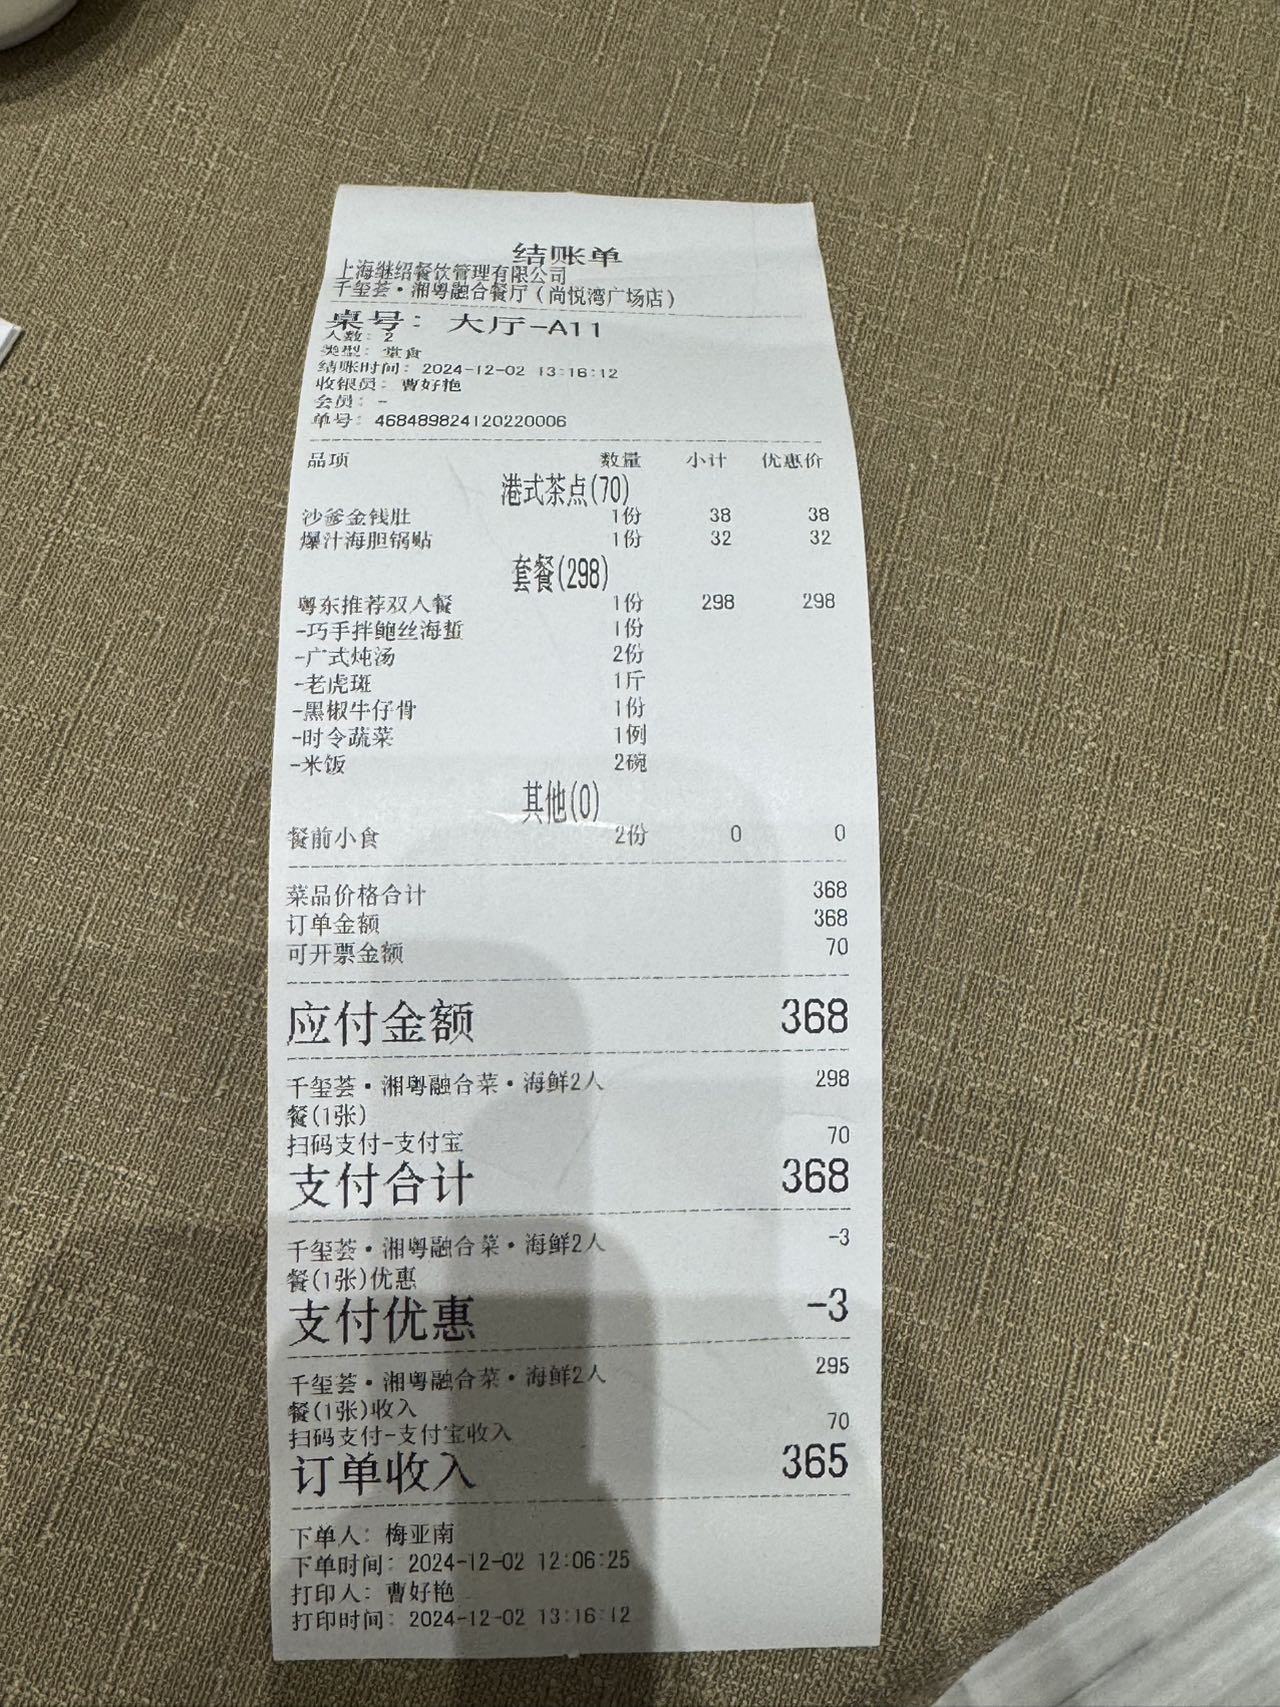 结账单
上海继绍餐饮管理有限公司
千玺荟·湘粤融合餐厅(尚悦湾广场店)
桌号: 大厅-A11
人数: 2
类型: 堂食
结账时间: 2024-12-02 13:16:12
收银员: 曹好艳
会员: -
单号: 468489824120220006
品项 数量 小计 优惠价
港式茶点(70)
沙爹金钱肚 1份 38 38
爆汁海胆锅贴 1份 32 32
套餐(298)
粤东推荐双人餐 1份 298 298
-巧手拌鲍丝海蜇 1份
-广式炖汤 2份
-老虎斑 1斤
-黑椒牛仔骨 1份
-时令蔬菜 1例
-米饭 2碗
其他(0)
餐前小食 2份 0 0
菜品价格合计 368
订单金额 368
可开票金额 70
应付金额 368
千玺荟·湘粤融合菜·海鲜2人 298
餐(1张)
扫码支付-支付宝 70
支付合计 368
千玺荟·湘粤融合菜·海鲜2人 -3
餐(1张)优惠
支付优惠 -3
千玺荟·湘粤融合菜·海鲜2人 295
餐(1张)收入
扫码支付-支付宝收入 70
订单收入 365
下单人: 梅亚南
下单时间: 2024-12-02 12:06:25
打印人: 曹好艳
打印时间: 2024-12-02 13:16:12